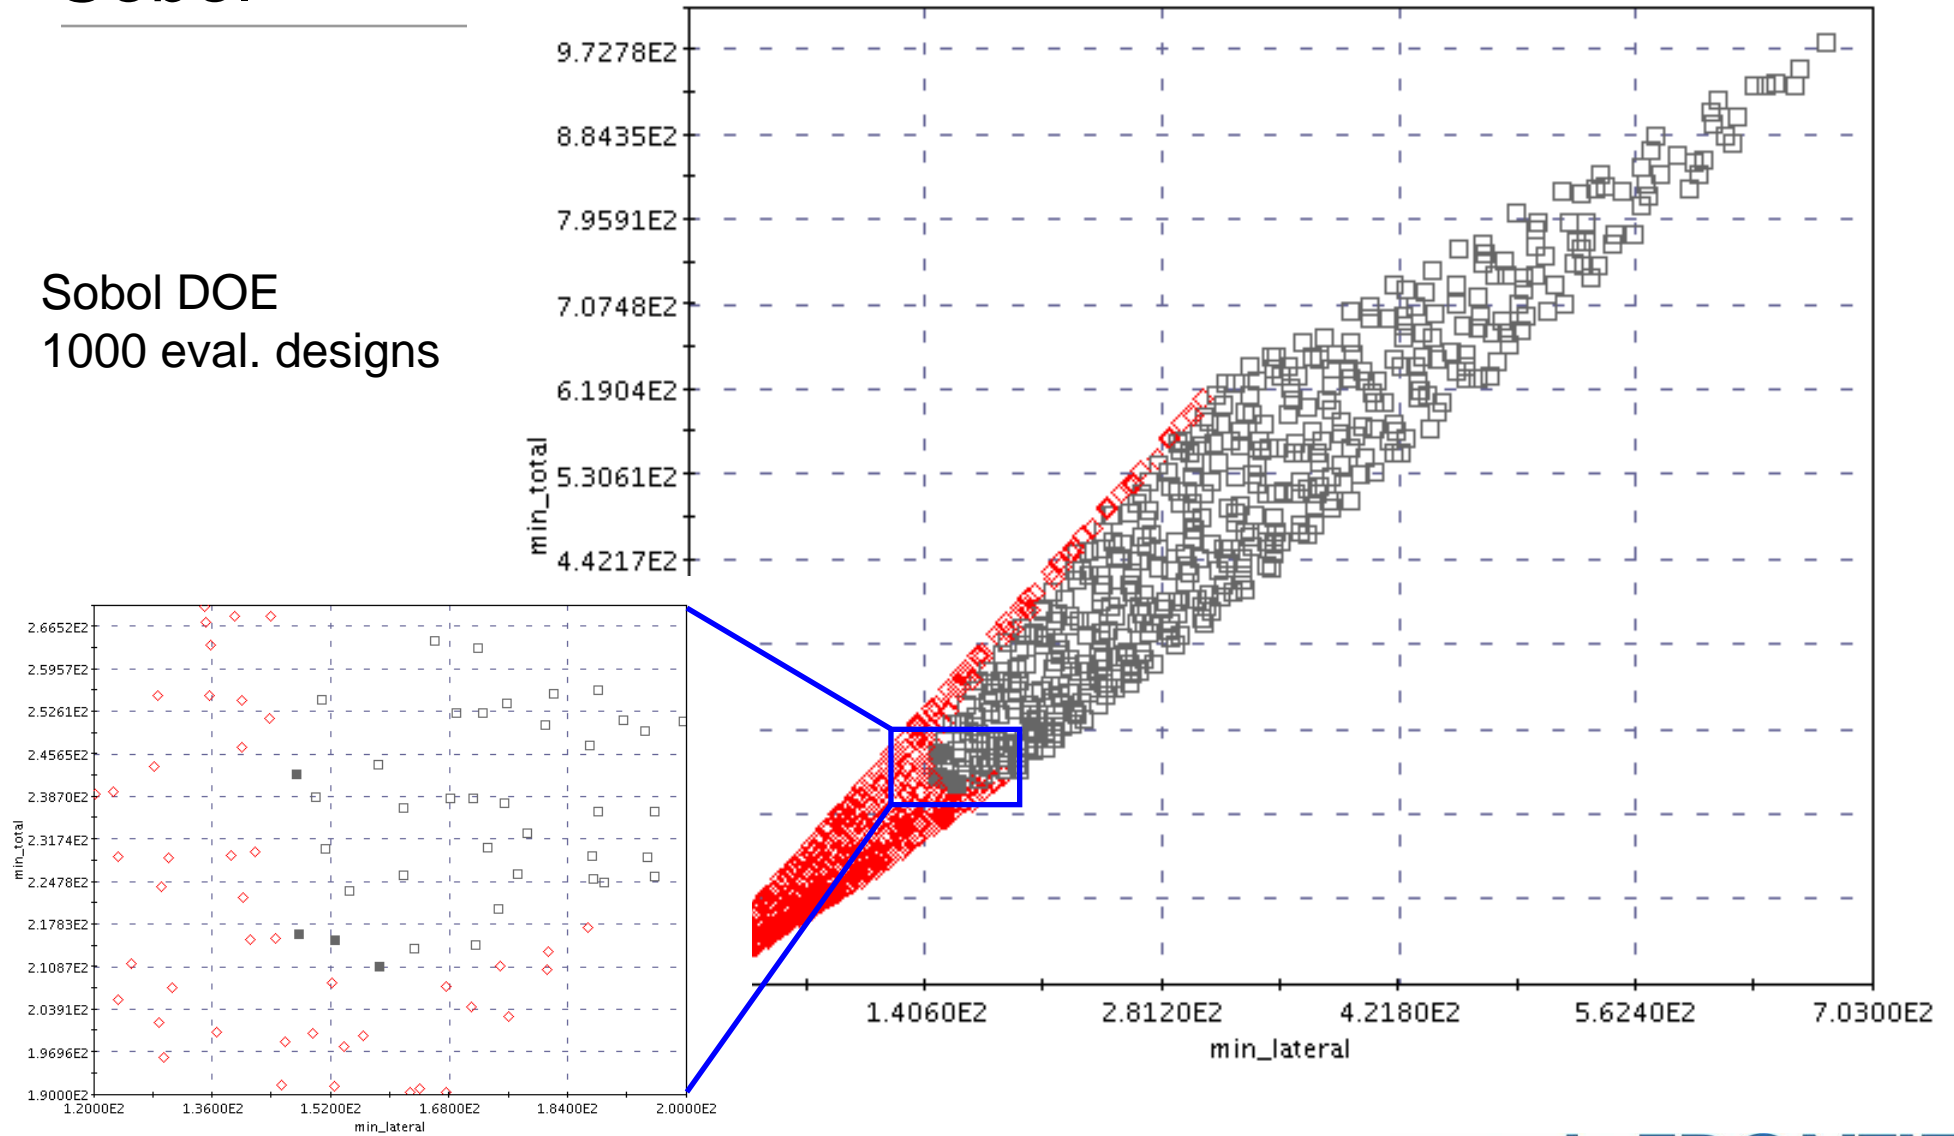 Sobol DOE
1000 eval. designs
9.7278E2
8.8435E2
7.9591E2
7.0748E2
6.1904E2
5.3061E2
4.4217E2
min_total
1.4060E2 2.8120E2 4.2180E2 5.6240E2 7.0300E2
min_lateral
2.6652E2
2.5957E2
2.5261E2
2.4565E2
2.3870E2
2.3174E2
2.2478E2
2.1783E2
2.1087E2
2.0391E2
1.9696E2
1.9000E2
min_total
1.2000E2 1.3600E2 1.5200E2 1.6800E2 1.8400E2 2.0000E2
min_lateral